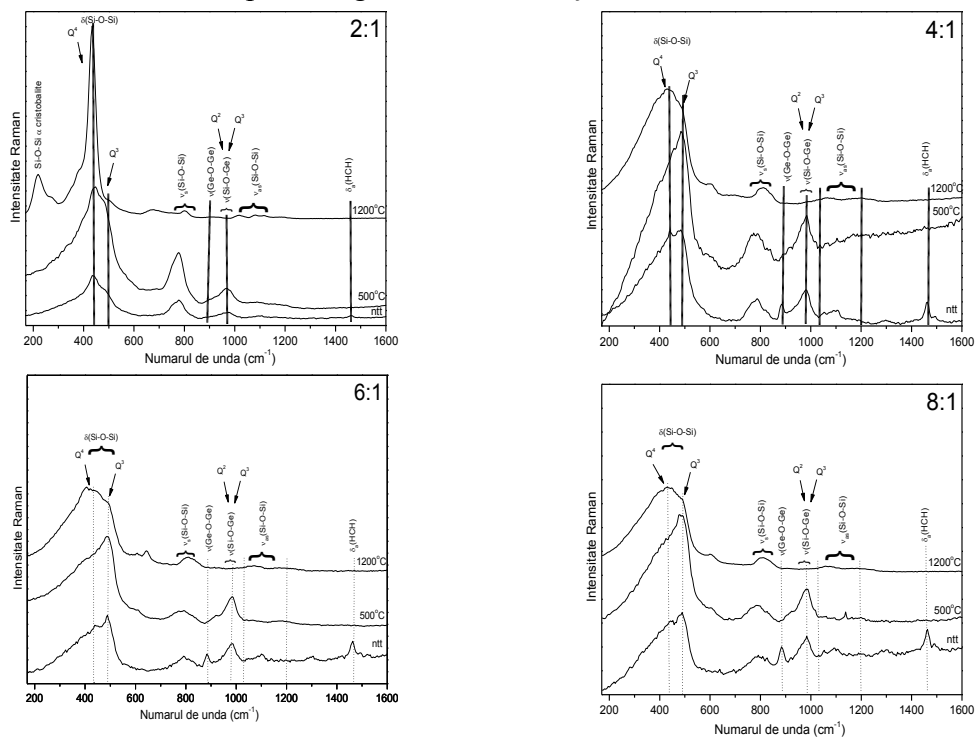 2:1
δ(Si-O-Si)
Q⁴
Q³
Si-O-Si α cristobalite
νₛ(Si-O-Si)
ν(Ge-O-Ge)
Q² Q³
ν(Si-O-Ge)
νₐₛ(Si-O-Si)
δₐ(HCH)
1200°C
500°C
ntt
Intensitate Raman
200 400 600 800 1000 1200 1400 1600
Numarul de unda (cm⁻¹)
4:1
δ(Si-O-Si)
Q⁴
Q³
νₛ(Si-O-Si)
ν(Ge-O-Ge)
Q² Q³
ν(Si-O-Ge)
νₐₛ(Si-O-Si)
δₐ(HCH)
1200°C
500°C
ntt
Intensitate Raman
200 400 600 800 1000 1200 1400 1600
Numarul de unda (cm⁻¹)
6:1
δ(Si-O-Si)
Q⁴
Q³
νₛ(Si-O-Si)
ν(Ge-O-Ge)
Q² Q³
ν(Si-O-Ge)
νₐₛ(Si-O-Si)
δₐ(HCH)
1200°C
500°C
ntt
Intensitate Raman
200 400 600 800 1000 1200 1400 1600
Numarul de unda (cm⁻¹)
8:1
δ(Si-O-Si)
Q⁴
Q³
νₛ(Si-O-Si)
ν(Ge-O-Ge)
Q² Q³
ν(Si-O-Ge)
νₐₛ(Si-O-Si)
δₐ(HCH)
1200°C
500°C
ntt
Intensitate Raman
200 400 600 800 1000 1200 1400 1600
Numarul de unda (cm⁻¹)